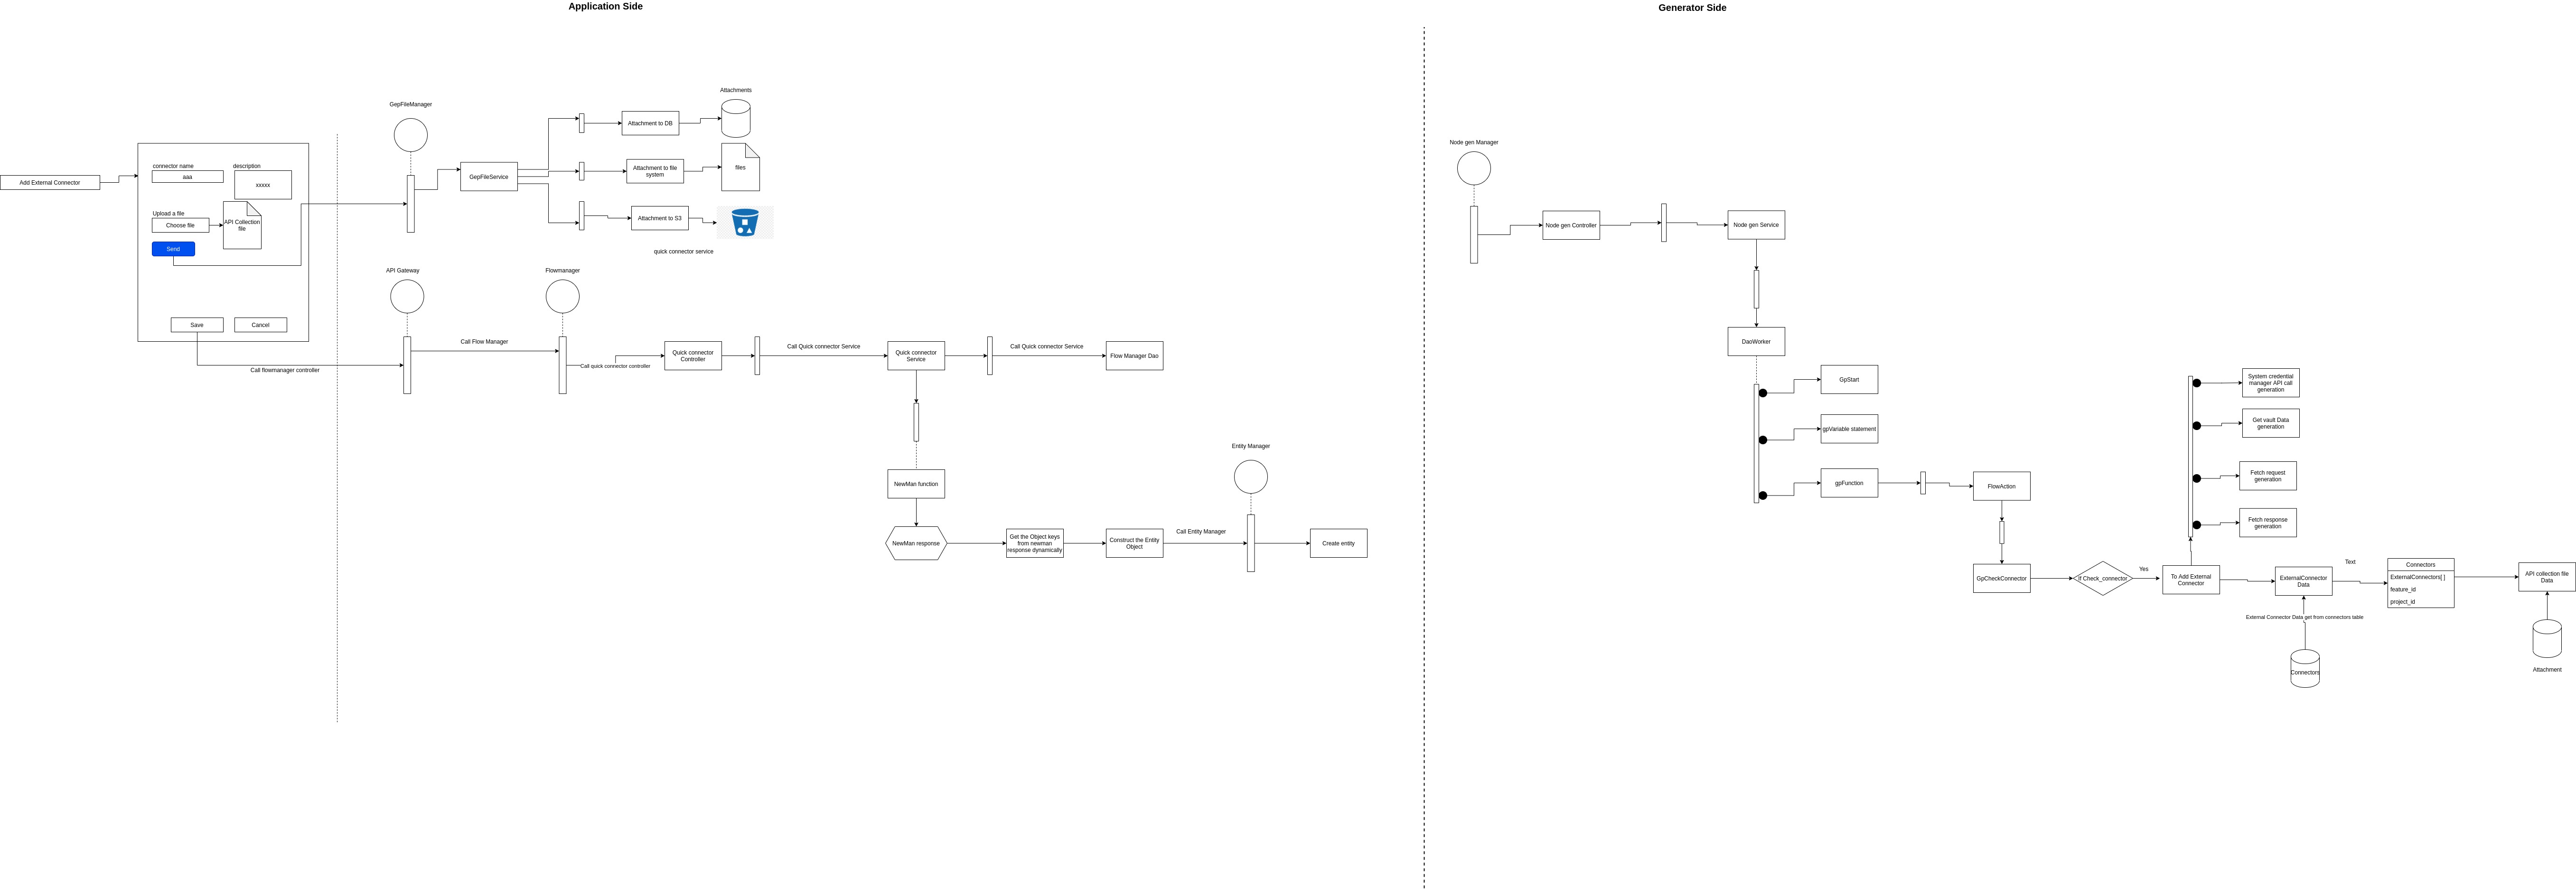 Application Side
Generator Side
Add External Connector
connector name
description
aaa
xxxxx
Upload a file
Choose file
API Collection
file
Send
Save
Cancel
GepFileManager
GepFileService
Attachment to DB
Attachments
Attachment to file
system
files
Attachment to S3
quick connector service
API Gateway
Flowmanager
Call flowmanager controller
Call Flow Manager
Call quick connector controller
Quick connector
Controller
Call Quick connector Service
Quick connector
Service
Call Quick connector Service
Flow Manager Dao
NewMan function
NewMan response
Get the Object keys
from newman
response dynamically
Construct the Entity
Object
Call Entity Manager
Entity Manager
Create entity
Node gen Manager
Node gen Controller
Node gen Service
DaoWorker
GpStart
gpVariable statement
gpFunction
FlowAction
GpCheckConnector
If Check_connector
Yes
To Add External
Connector
System credential
manager API call
generation
Get vault Data
generation
Fetch request
generation
Fetch response
generation
ExternalConnector
Data
Text
External Connector Data get from connectors table
Connectors
Connectors
ExternalConnectors[ ]
feature_id
project_id
API collection file
Data
Attachment